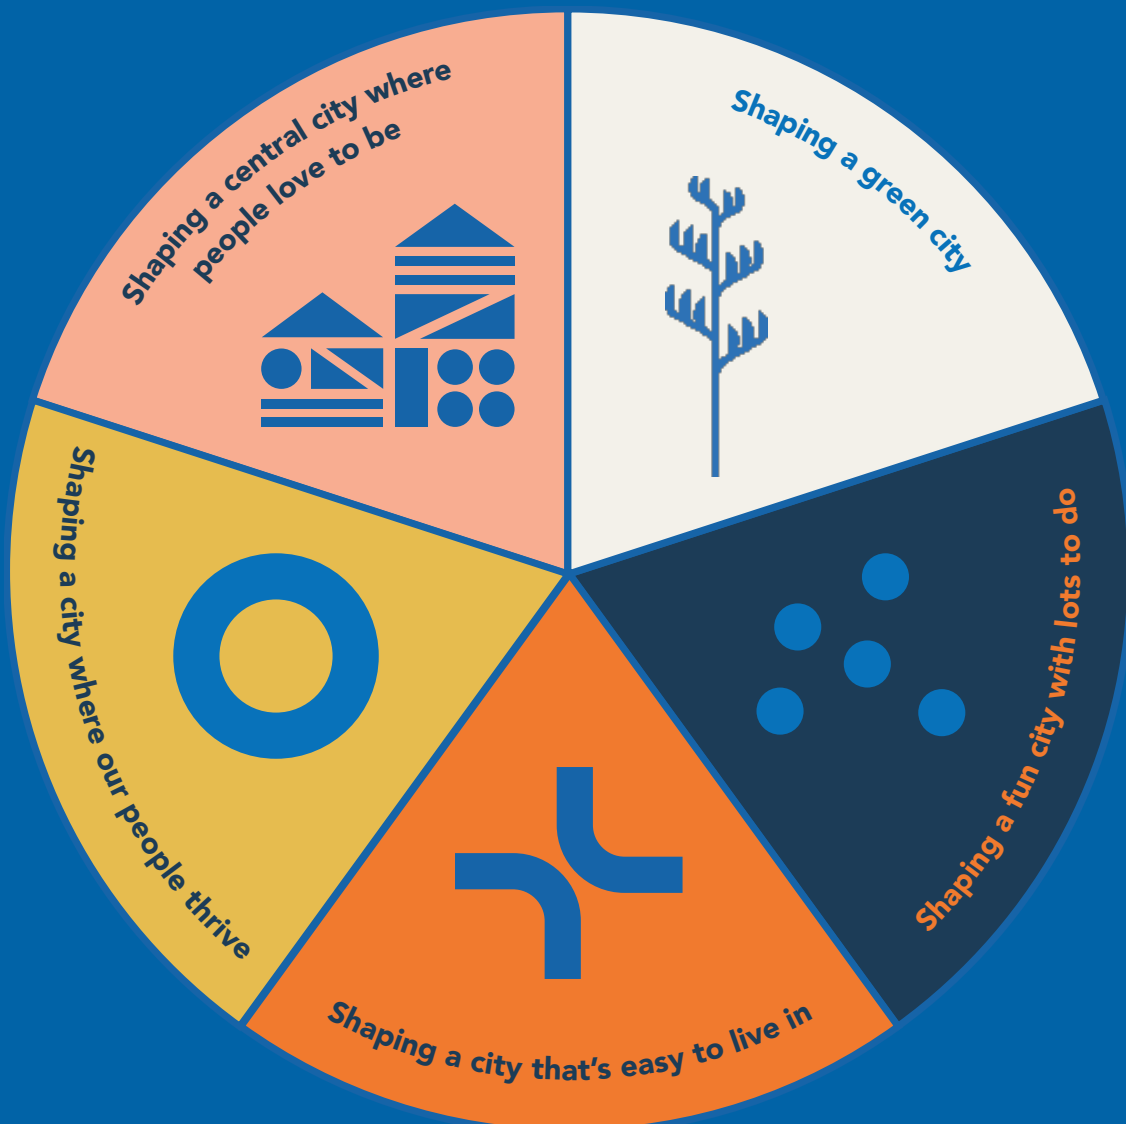 Shaping a central city where
people love to be
Shaping a green city
Shaping a fun city with lots to do
Shaping a city that's easy to live in
Shaping a city where our people thrive